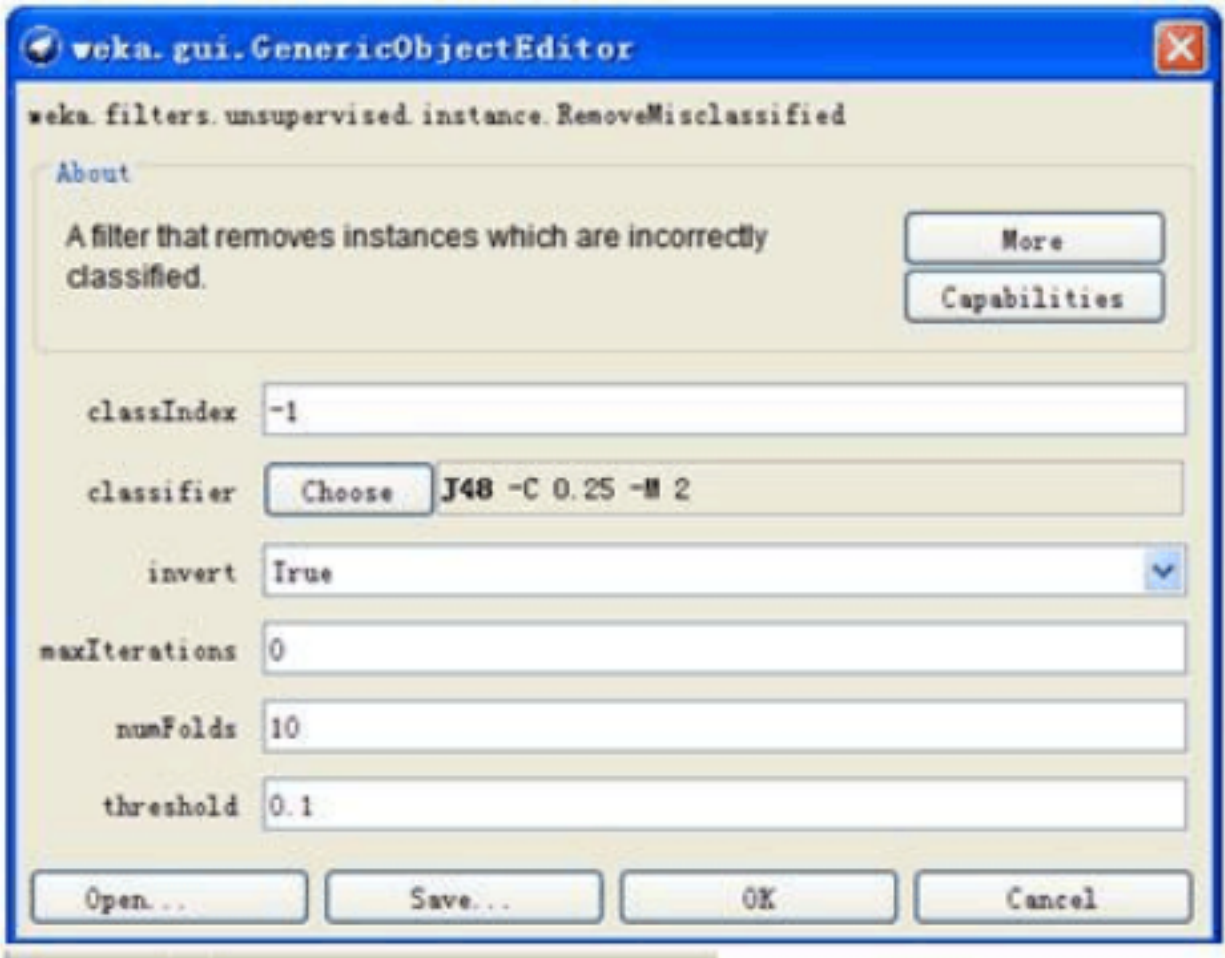 weka.gui.GenericObjectEditor
weka.filters.unsupervised.instance.RemoveMisclassified
About
A filter that removes instances which are incorrectly
classified.
More
Capabilities
classIndex -1
classifier Choose J48 -C 0.25 -M 2
invert True
maxIterations 0
numFolds 10
threshold 0.1
Open... Save... OK Cancel